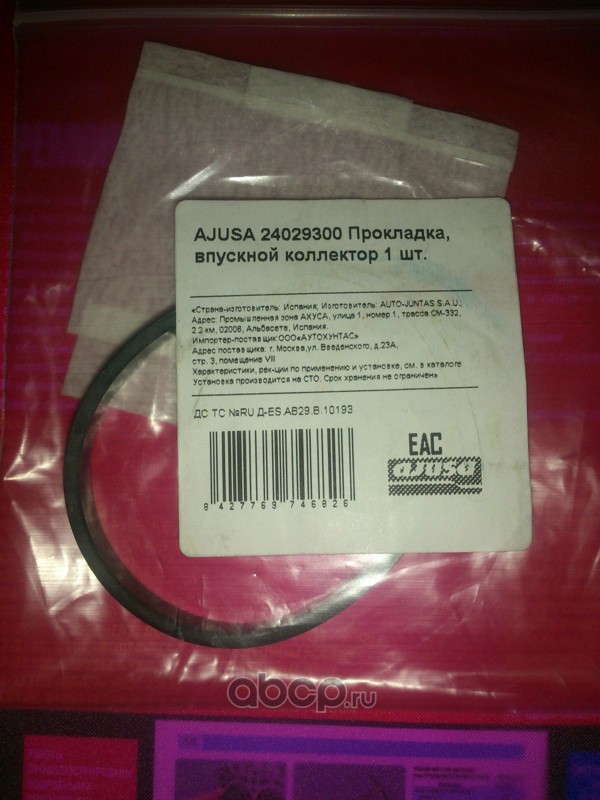 AJUSA 24029300 Прокладка,
впускной коллектор 1 шт.
«Страна-изготовитель: Испания; Изготовитель: AUTO-JUNTAS S.A.U.;
Адрес: Промышленная зона АХУСА, улица 1, номер 1, трасса СМ-332,
2.2 км, 02006, Альбасете, Испания.
Импортер-поставщик ООО«АУТОХУНТАС»
Адрес поставщика: г. Москва,ул. Введенского, д.23А,
стр. 3, помещение VII
Характеристики, рек-ции по применению и установке, см. в каталоге
Установка производится на СТО. Срок хранения не ограничен»
ДС ТС №RU Д-ES.АВ29.В.10193
EAC
ajusa
8 427769 746826
abcp.ru